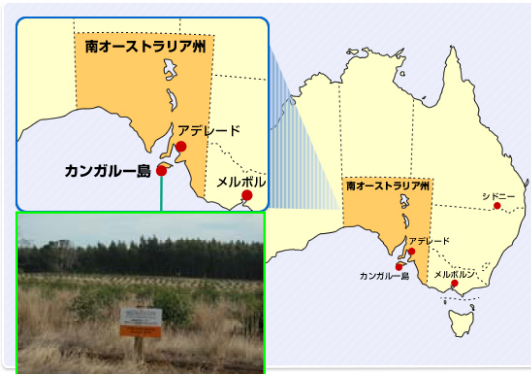 南オーストラリア州
アデレード
カンガルー島
メルボル
南オーストラリア州
シドニー
アデレード
カンガルー島
メルボルン